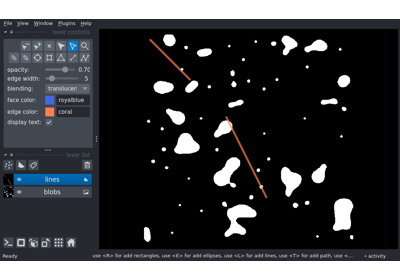 File View Window Plugins Help
layer controls
opacity: 0.70
edge width: 5
blending: translucen
face color: royalblue
edge color: coral
display text:
layer list
lines
blobs
Ready
use <R> for add rectangles, use <E> for add ellipses, use <L> for add lines, use <T> for add path, use <...
activity